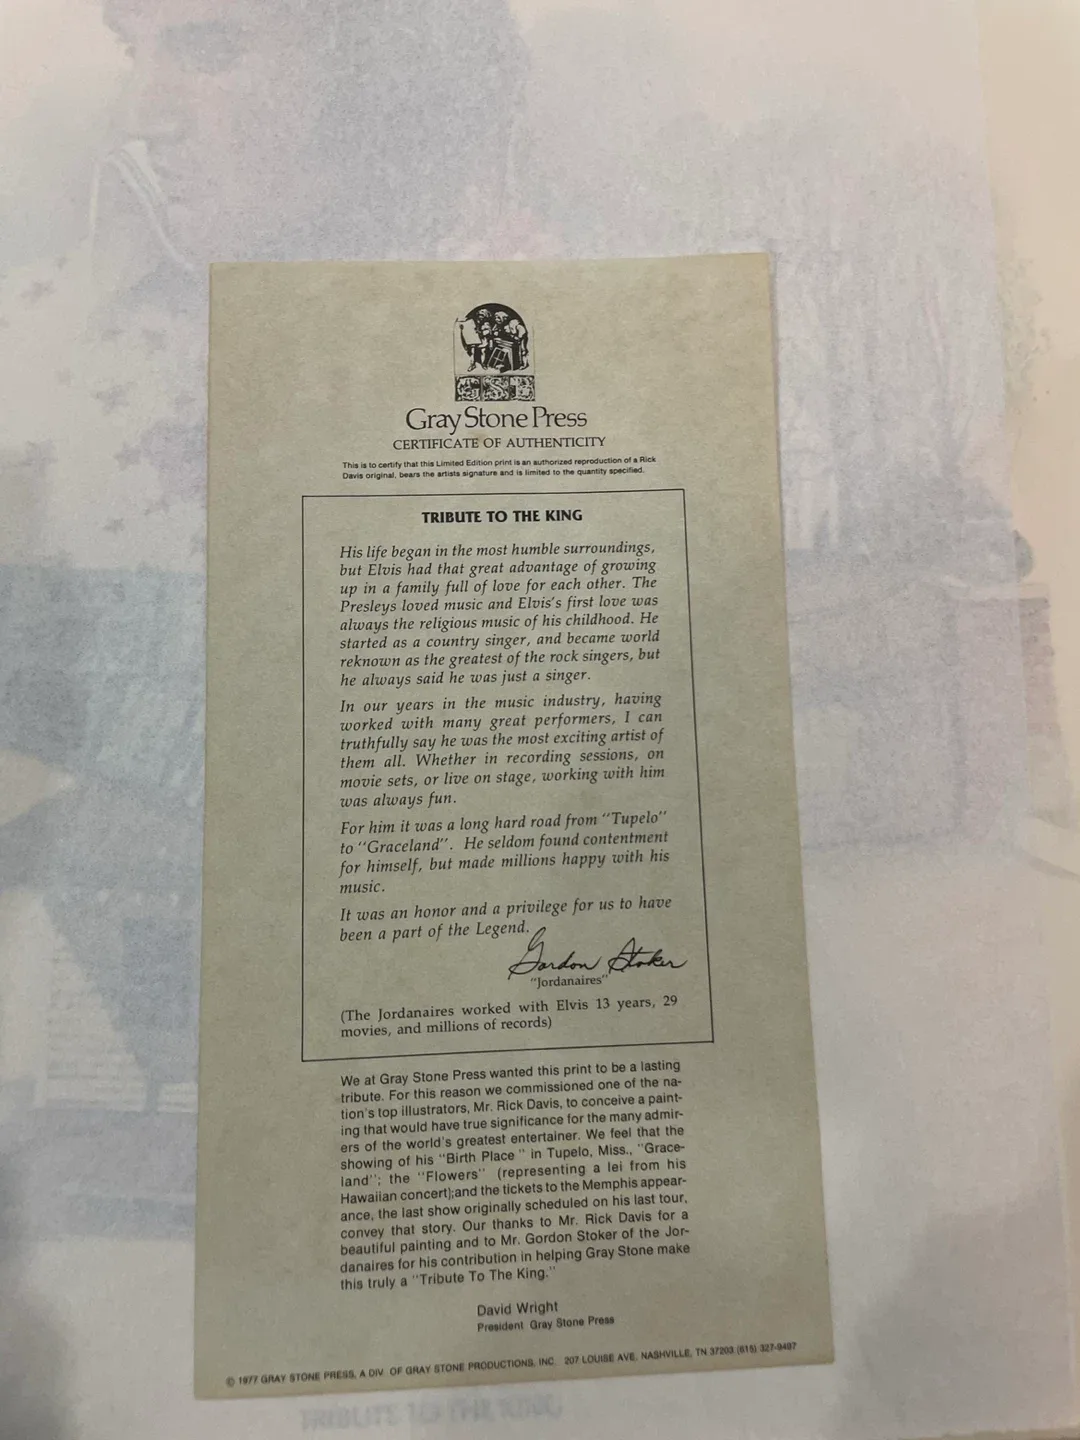 GSP
Gray Stone Press
CERTIFICATE OF AUTHENTICITY
This is to certify that this Limited Edition print is an authorized reproduction of a Rick
Davis original, bears the artists signature and is limited to the quantity specified.
TRIBUTE TO THE KING
His life began in the most humble surroundings,
but Elvis had that great advantage of growing
up in a family full of love for each other. The
Presleys loved music and Elvis's first love was
always the religious music of his childhood. He
started as a country singer, and became world
reknown as the greatest of the rock singers, but
he always said he was just a singer.
In our years in the music industry, having
worked with many great performers, I can
truthfully say he was the most exciting artist of
them all. Whether in recording sessions, on
movie sets, or live on stage, working with him
was always fun.
For him it was a long hard road from "Tupelo"
to "Graceland". He seldom found contentment
for himself, but made millions happy with his
music.
It was an honor and a privilege for us to have
been a part of the Legend.
Gordon Stoker
"Jordanaires"
(The Jordanaires worked with Elvis 13 years, 29
movies, and millions of records)
We at Gray Stone Press wanted this print to be a lasting
tribute. For this reason we commissioned one of the na-
tion's top illustrators, Mr. Rick Davis, to conceive a paint-
ing that would have true significance for the many admir-
ers of the world's greatest entertainer. We feel that the
showing of his "Birth Place " in Tupelo, Miss., "Grace-
land"; the "Flowers" (representing a lei from his
Hawaiian concert);and the tickets to the Memphis appear-
ance, the last show originally scheduled on his last tour,
convey that story. Our thanks to Mr. Rick Davis for a
beautiful painting and to Mr. Gordon Stoker of the Jor-
danaires for his contribution in helping Gray Stone make
this truly a "Tribute To The King."
David Wright
President Gray Stone Press
© 1977 GRAY STONE PRESS, A DIV. OF GRAY STONE PRODUCTIONS, INC. 207 LOUISE AVE. NASHVILLE, TN 37203 (615) 327-9497
TRIBUTE TO THE KING